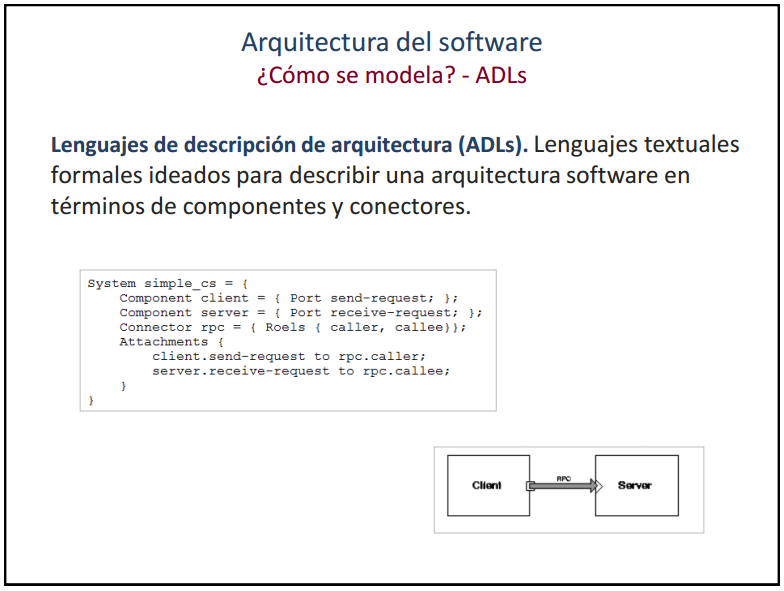 Arquitectura del software
¿Cómo se modela? - ADLs
Lenguajes de descripción de arquitectura (ADLs). Lenguajes textuales
formales ideados para describir una arquitectura software en
términos de componentes y conectores.
System simple_cs = {
    Component client = { Port send-request; };
    Component server = { Port receive-request; };
    Connector rpc = { Roels { caller, callee}};
    Attachments {
        client.send-request to rpc.caller;
        server.receive-request to rpc.callee;
    }
}
Client RPC Server